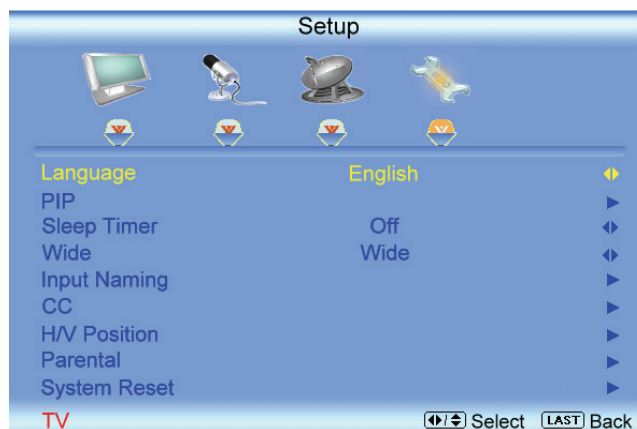 Setup
Language English
PIP
Sleep Timer Off
Wide Wide
Input Naming
CC
H/V Position
Parental
System Reset
TV Select LAST Back